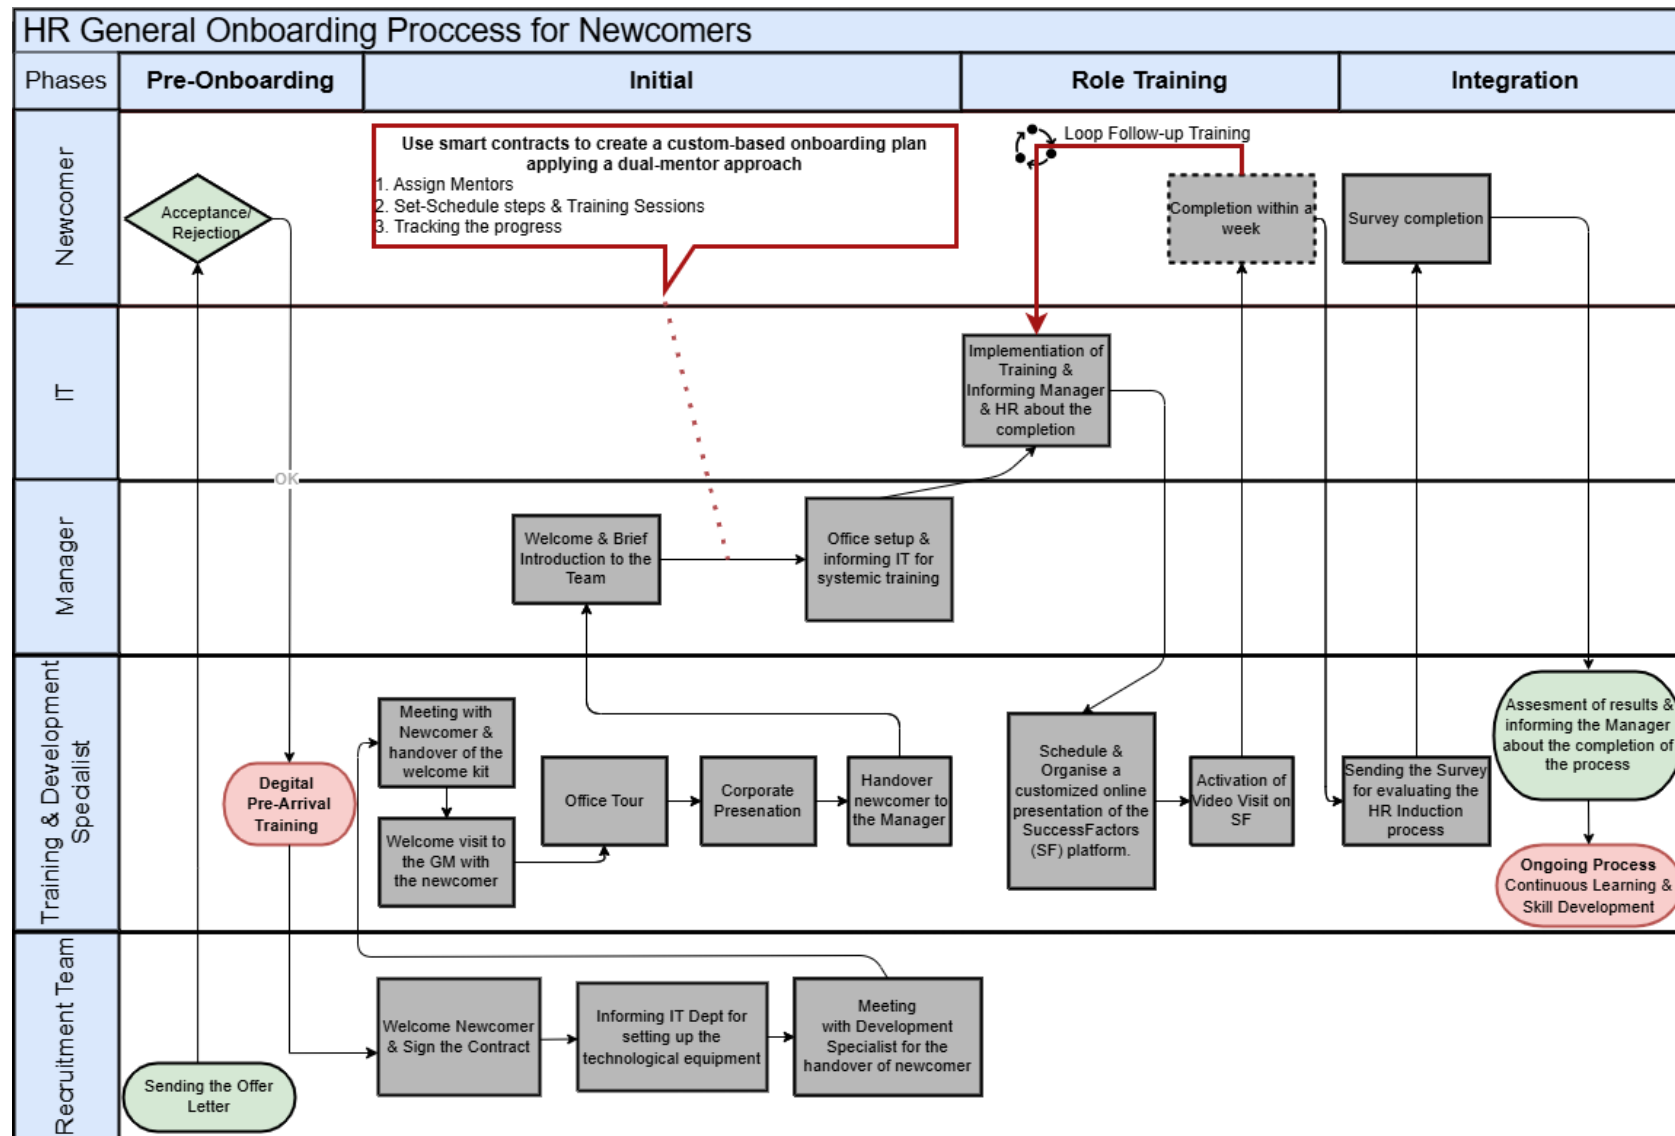 HR General Onboarding Proccess for Newcomers
Phases
Pre-Onboarding
Initial
Role Training
Integration
Newcomer
Acceptance/
Rejection
Use smart contracts to create a custom-based onboarding plan
applying a dual-mentor approach
1. Assign Mentors
2. Set-Schedule steps & Training Sessions
3. Tracking the progress
Loop Follow-up Training
Completion within a
week
Survey completion
IT
Implementiation of
Training &
Informing Manager
& HR about the
completion
OK
Manager
Welcome & Brief
Introduction to the
Team
Office setup &
informing IT for
systemic training
Training & Development
Spedalist
Degital
Pre-Arrival
Training
Meeting with
Newcomer &
handover of the
welcome kit
Welcome visit to
the GM with
the newcomer
Office Tour
Corporate
Presenation
Handover
newcomer to
the Manager
Schedule &
Organise a
customized online
presentation of the
SuccessFactors
(SF) platform.
Activation of
Video Visit on
SF
Sending the Survey
for evaluating the
HR Induction
process
Assesment of results &
informing the Manager
about the completion of
the process
Ongoing Process
Continuous Learning &
Skill Development
Recruitment Team
Sending the Offer
Letter
Welcome Newcomer
& Sign the Contract
Informing IT Dept for
setting up the
technological equipment
Meeting
with Development
Specialist for the
handover of newcomer